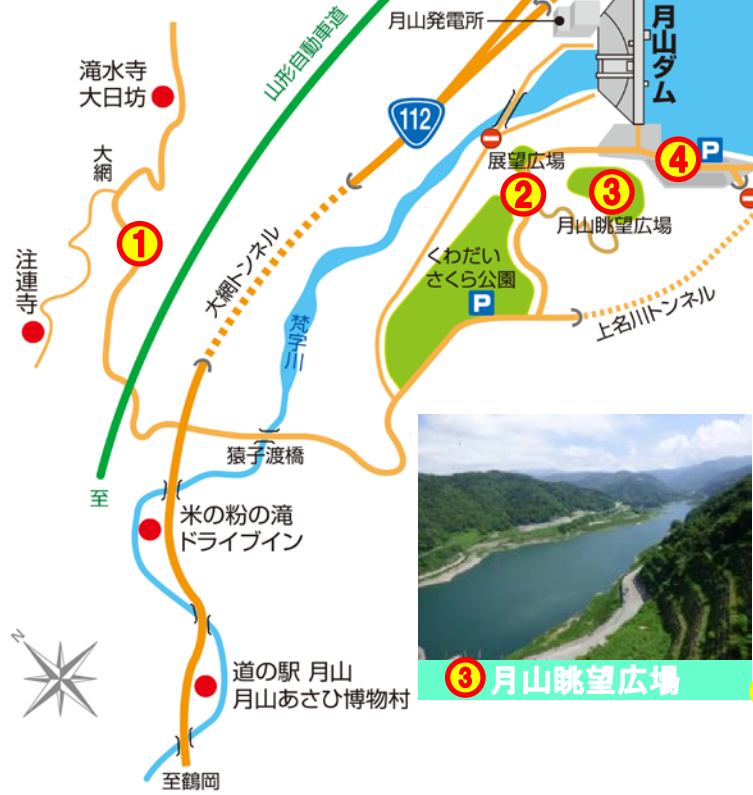 月山発電所
月山ダム
山形自動車道
滝水寺
大日坊
112
大網
展望広場
P
④
②
③
①
月山眺望広場
注連寺
大網トンネル
くわだい
さくら公園
P
上名川トンネル
梵字川
猿子渡橋
至
米の粉の滝
ドライブイン
N
道の駅 月山
月山あさひ博物村
③月山眺望広場
至鶴岡